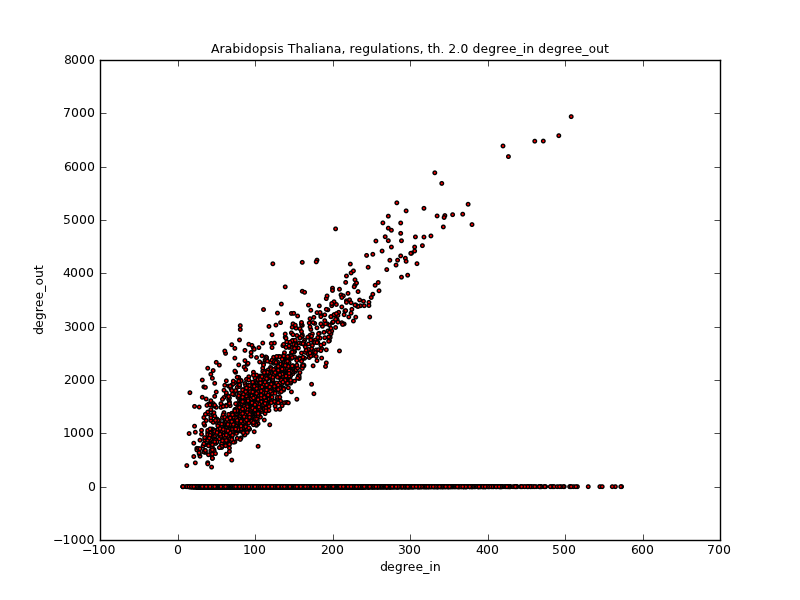 Arabidopsis Thaliana, regulations, th. 2.0 degree_in degree_out
8000
7000
6000
5000
4000
3000
2000
1000
0
−1000
degree_out
−100 0 100 200 300 400 500 600 700
degree_in